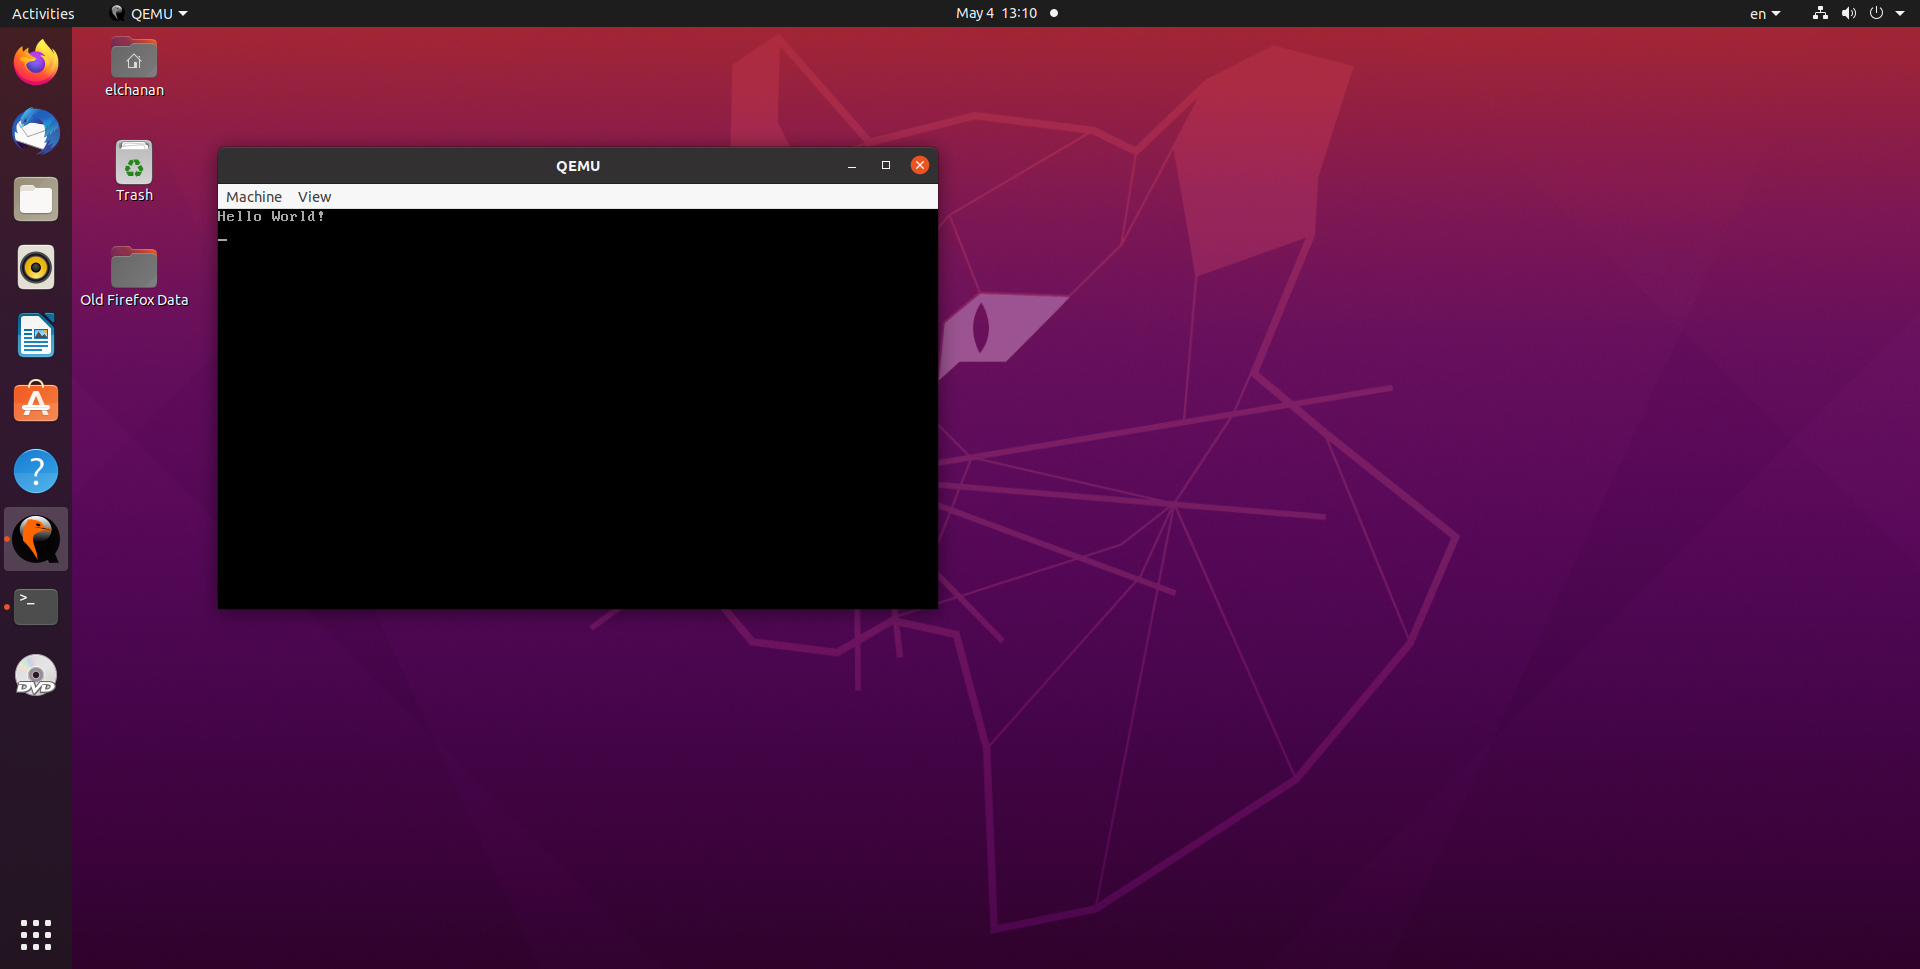 Activities
QEMU
May 4 13:10
en
elchanan
Trash
Old Firefox Data
QEMU
Machine View
Hello World!
_
>_
DVD